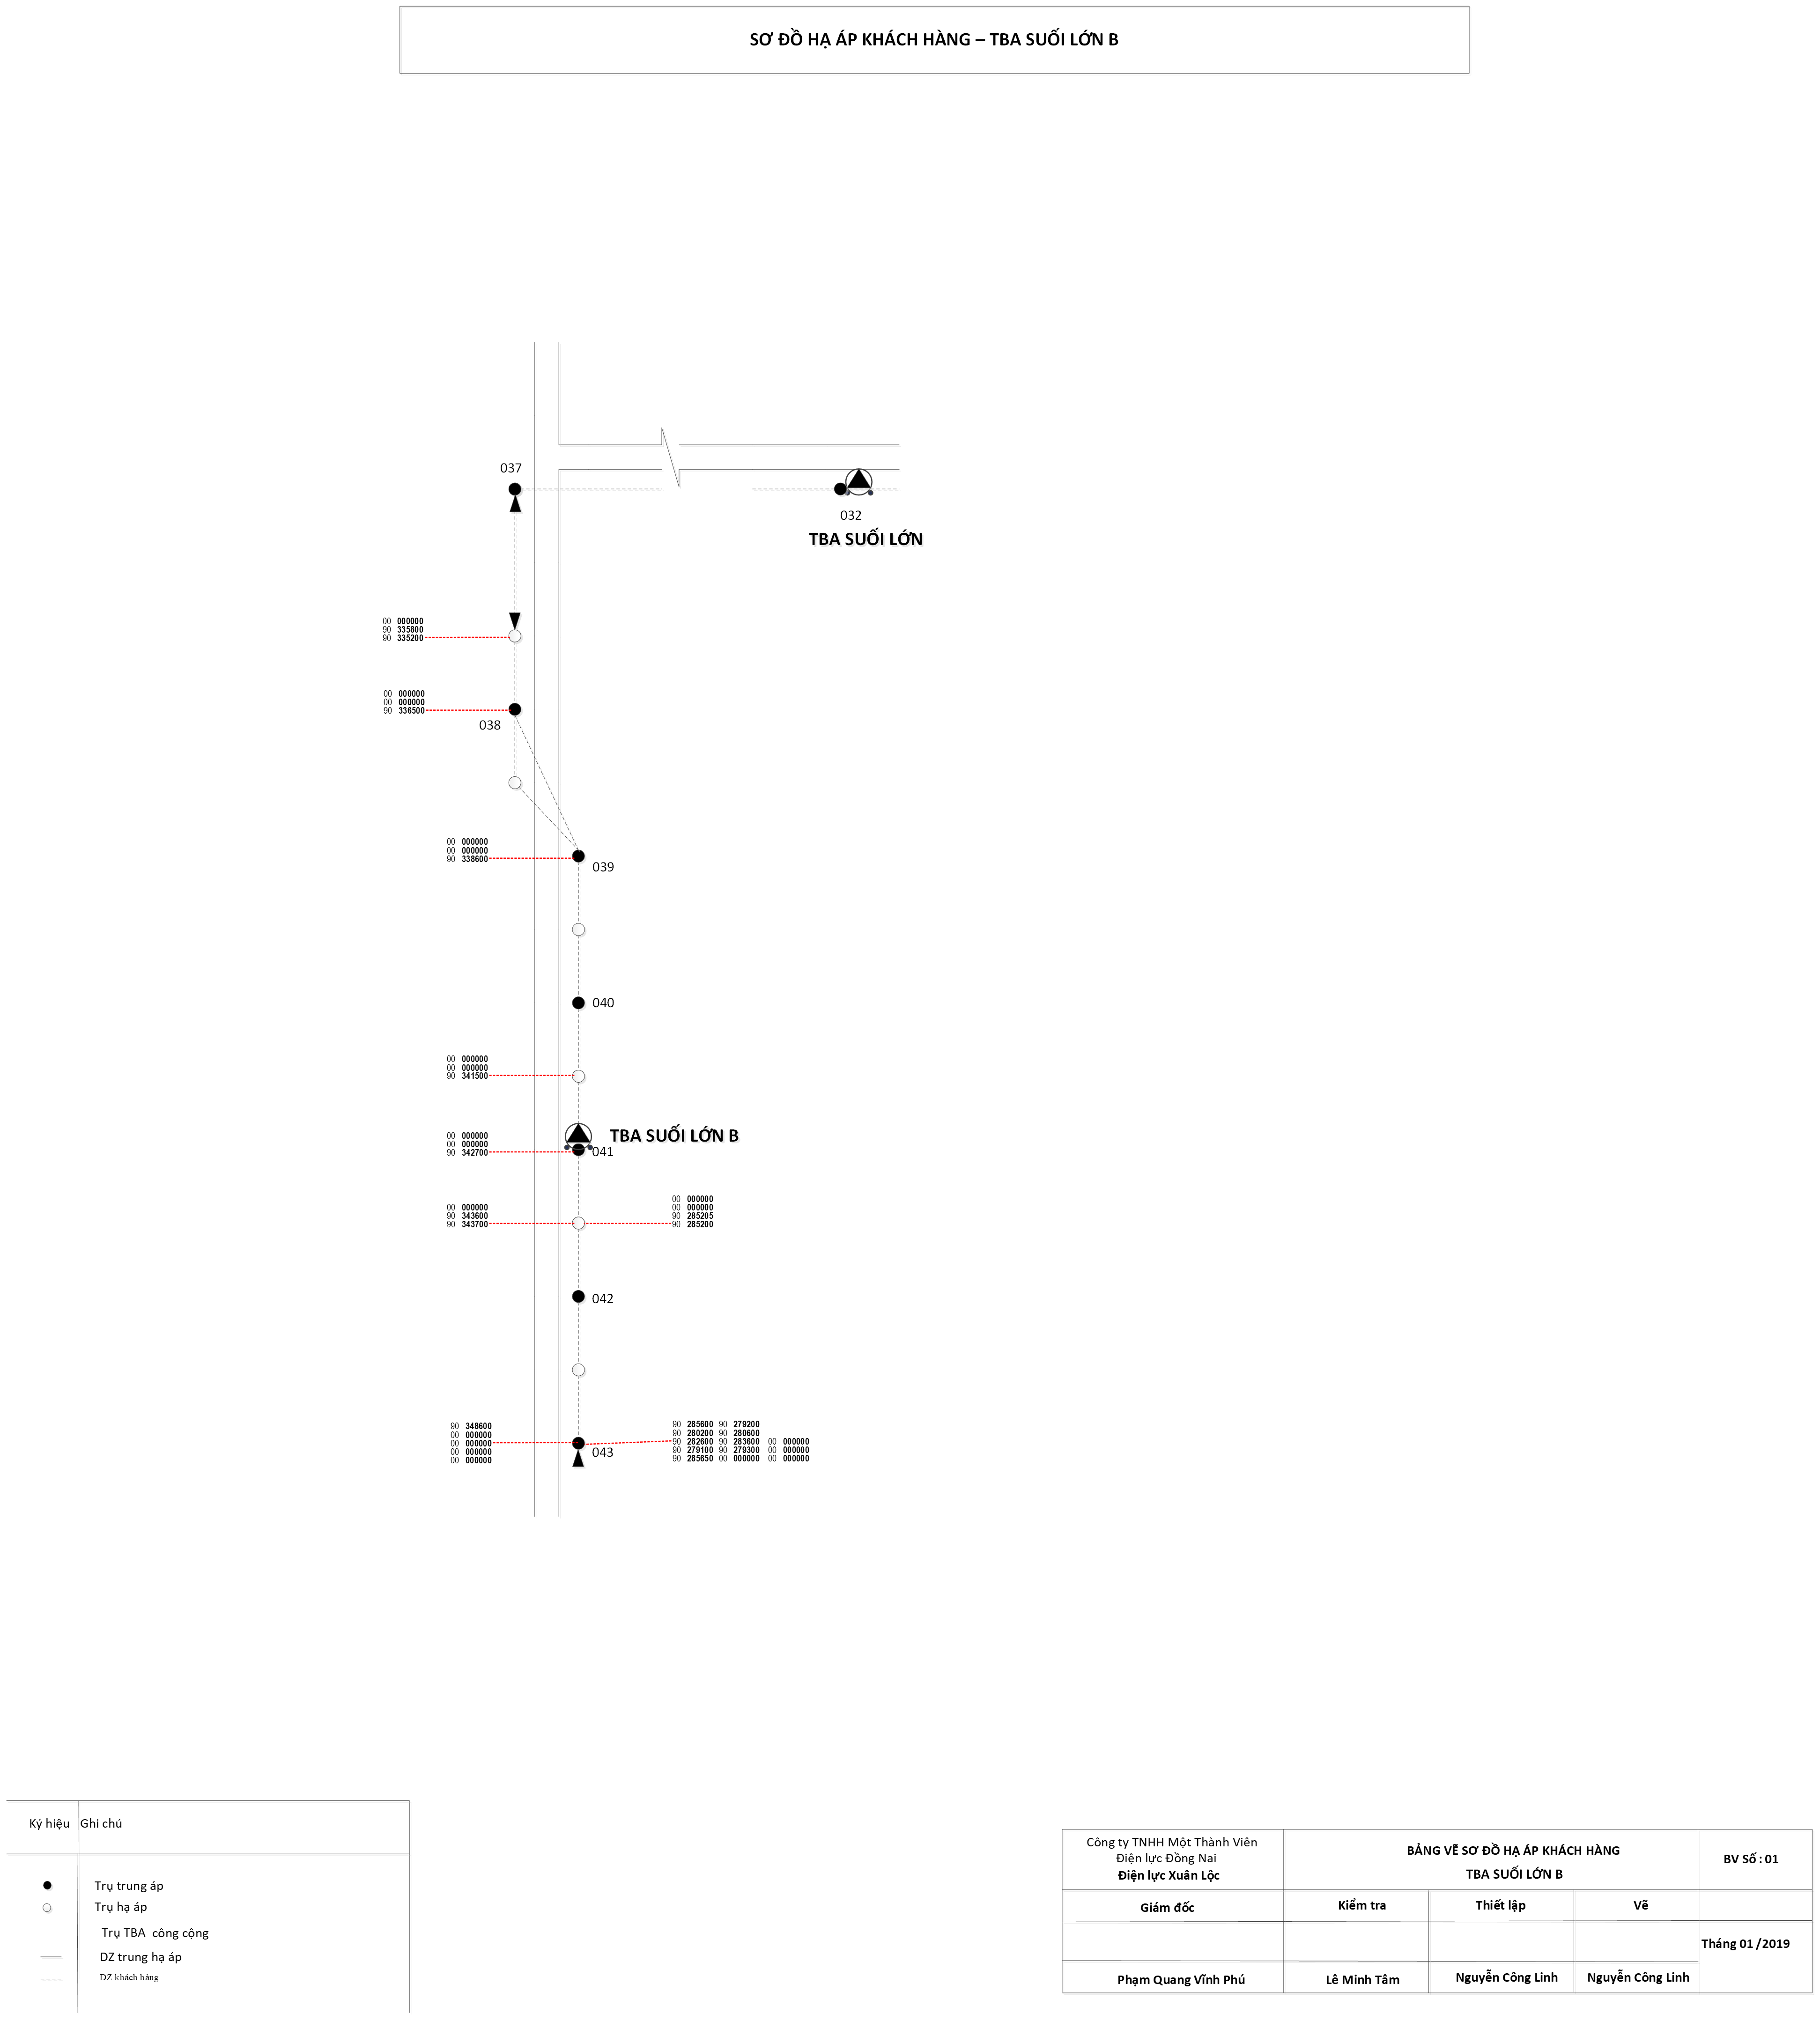 SƠ ĐỒ HẠ ÁP KHÁCH HÀNG – TBA SUỐI LỚN B
037
032
TBA SUỐI LỚN
00 000000
90 335800
90 335200
00 000000
00 000000
90 336500
038
00 000000
00 000000
90 338600
039
040
00 000000
00 000000
90 341500
TBA SUỐI LỚN B
00 000000
00 000000
90 342700
041
00 000000
90 343600
90 343700
00 000000
00 000000
90 285205
90 285200
042
90 348600
00 000000
00 000000
00 000000
00 000000
043
90 285600 90 279200
90 280200 90 280600
90 282600 90 283600 00 000000
90 279100 90 279300 00 000000
90 285650 00 000000 00 000000
Ký hiệu Ghi chú
Trụ trung áp
Trụ hạ áp
Trụ TBA công cộng
DZ trung hạ áp
DZ khách hàng
Công ty TNHH Một Thành Viên
Điện lực Đồng Nai
Điện lực Xuân Lộc
BẢNG VẼ SƠ ĐỒ HẠ ÁP KHÁCH HÀNG
TBA SUỐI LỚN B
BV Số : 01
Giám đốc Kiểm tra Thiết lập Vẽ
Tháng 01 /2019
Phạm Quang Vĩnh Phú Lê Minh Tâm Nguyễn Công Linh Nguyễn Công Linh